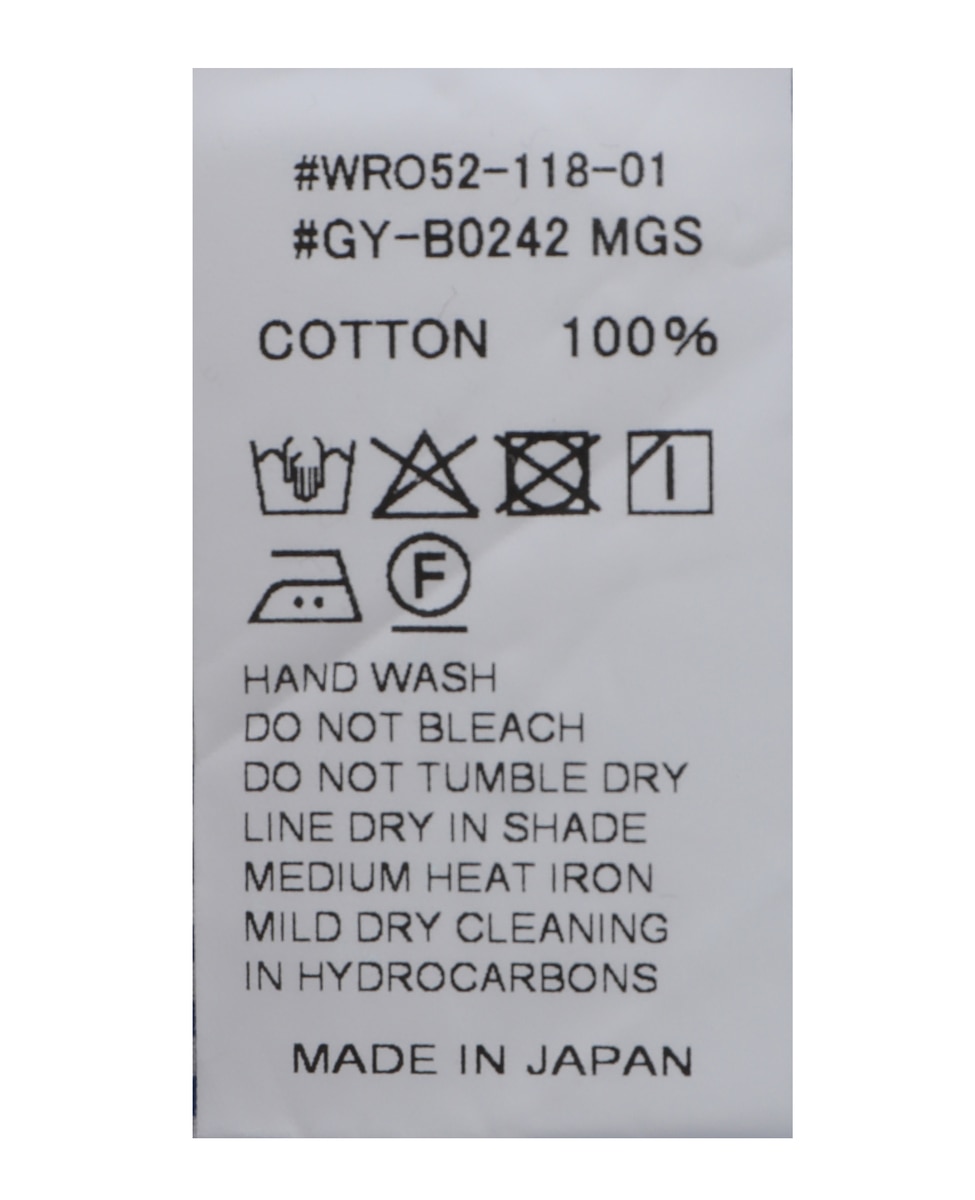 #WRO52-118-01
#GY-B0242 MGS
COTTON 100%
F
HAND WASH
DO NOT BLEACH
DO NOT TUMBLE DRY
LINE DRY IN SHADE
MEDIUM HEAT IRON
MILD DRY CLEANING
IN HYDROCARBONS
MADE IN JAPAN